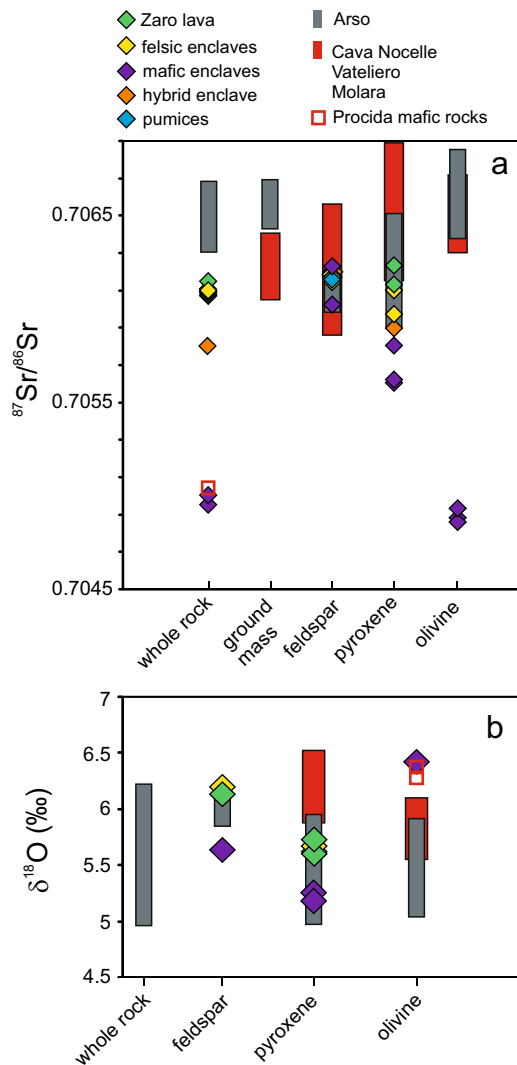 Zaro lava
felsic enclaves
mafic enclaves
hybrid enclave
pumices
Arso
Cava Nocelle
Vateliero
Molara
Procida mafic rocks
a
0.7065
0.7055
0.7045
⁸⁷Sr/⁸⁶Sr
whole rock
ground
mass
feldspar
pyroxene
olivine
b
7
6.5
6
5.5
5
4.5
δ¹⁸O (‰)
whole rock
feldspar
pyroxene
olivine